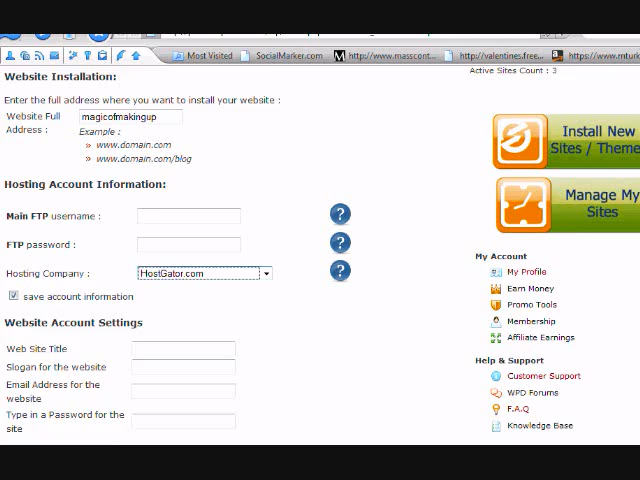 Most Visited SocialMarker.com http://www.masscont... http://valentines.free... https://www.mturk
Website Installation:
Active Sites Count : 3
Enter the full address where you want to install your website :
Website Full Address : magicofmakingup
Example :
» www.domain.com
» www.domain.com/blog
Install New
Sites / Theme
Hosting Account Information:
Manage My
Sites
Main FTP username : ?
FTP password : ?
Hosting Company : HostGator.com ?
save account information
Website Account Settings
Web Site Title
Slogan for the website
Email Address for the
website
Type in a Password for the
site
My Account
My Profile
Earn Money
Promo Tools
Membership
Affiliate Earnings
Help & Support
Customer Support
WPD Forums
F.A.Q
Knowledge Base